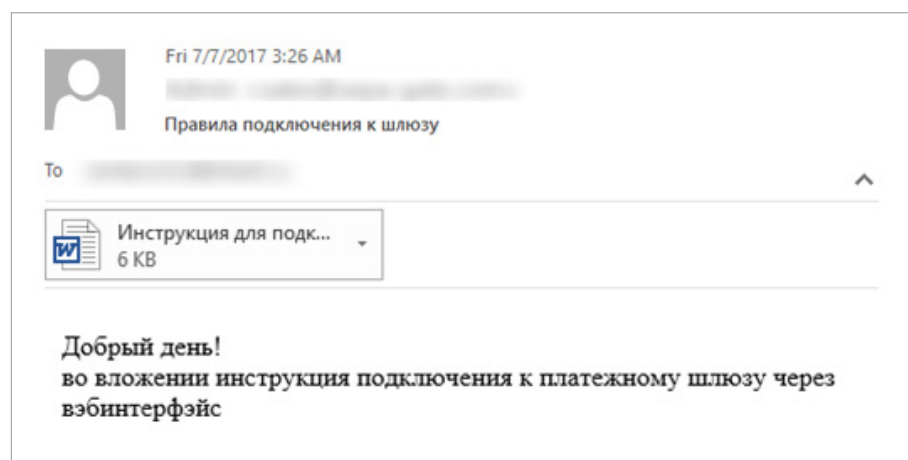 Fri 7/7/2017 3:26 AM
Правила подключения к шлюзу
To
Инструкция для подк...
6 KB
Добрый день!
во вложении инструкция подключения к платежному шлюзу через
вэбинтерфэйс